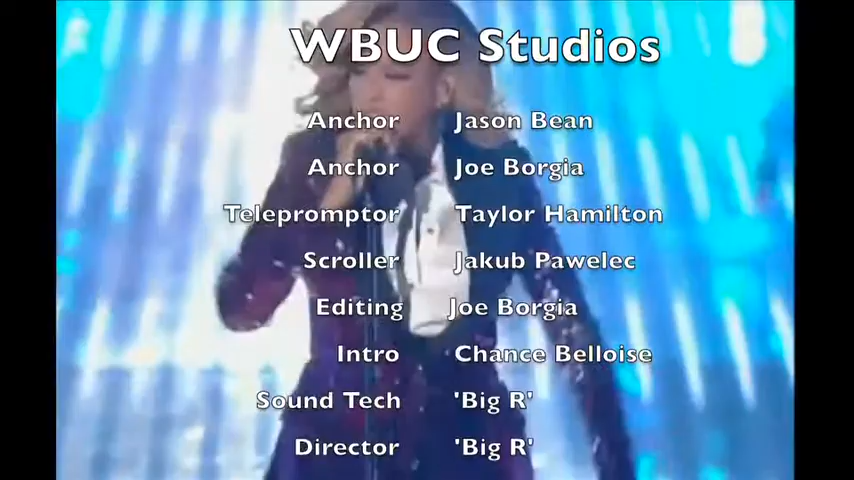 WBUC Studios
Anchor Jason Bean
Anchor Joe Borgia
Telepromptor Taylor Hamilton
Scroller Jakub Pawelec
Editing Joe Borgia
Intro Chance Belloise
Sound Tech 'Big R'
Director 'Big R'